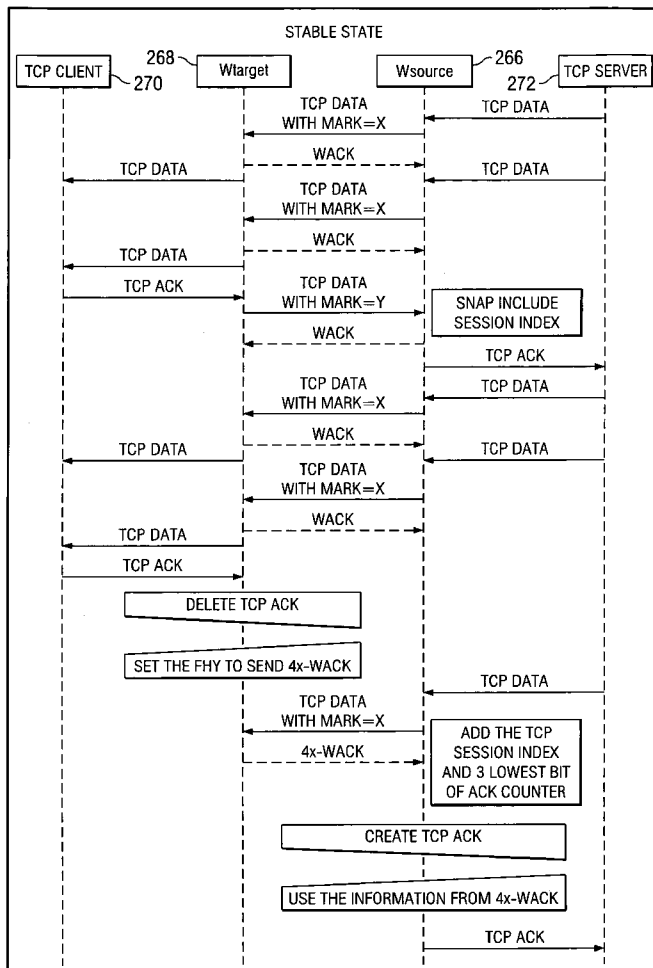 STABLE STATE
268
266
TCP CLIENT
Wtarget
Wsource
TCP SERVER
270
272
TCP DATA
WITH MARK=X
TCP DATA
WACK
TCP DATA
TCP DATA
TCP DATA
WITH MARK=X
WACK
TCP DATA
TCP ACK
TCP DATA
WITH MARK=Y
SNAP INCLUDE
SESSION INDEX
WACK
TCP ACK
TCP DATA
WITH MARK=X
TCP DATA
WACK
TCP DATA
TCP DATA
TCP DATA
WITH MARK=X
WACK
TCP DATA
TCP ACK
DELETE TCP ACK
SET THE FHY TO SEND 4x-WACK
TCP DATA
TCP DATA
WITH MARK=X
4x-WACK
ADD THE TCP
SESSION INDEX
AND 3 LOWEST BIT
OF ACK COUNTER
CREATE TCP ACK
USE THE INFORMATION FROM 4x-WACK
TCP ACK